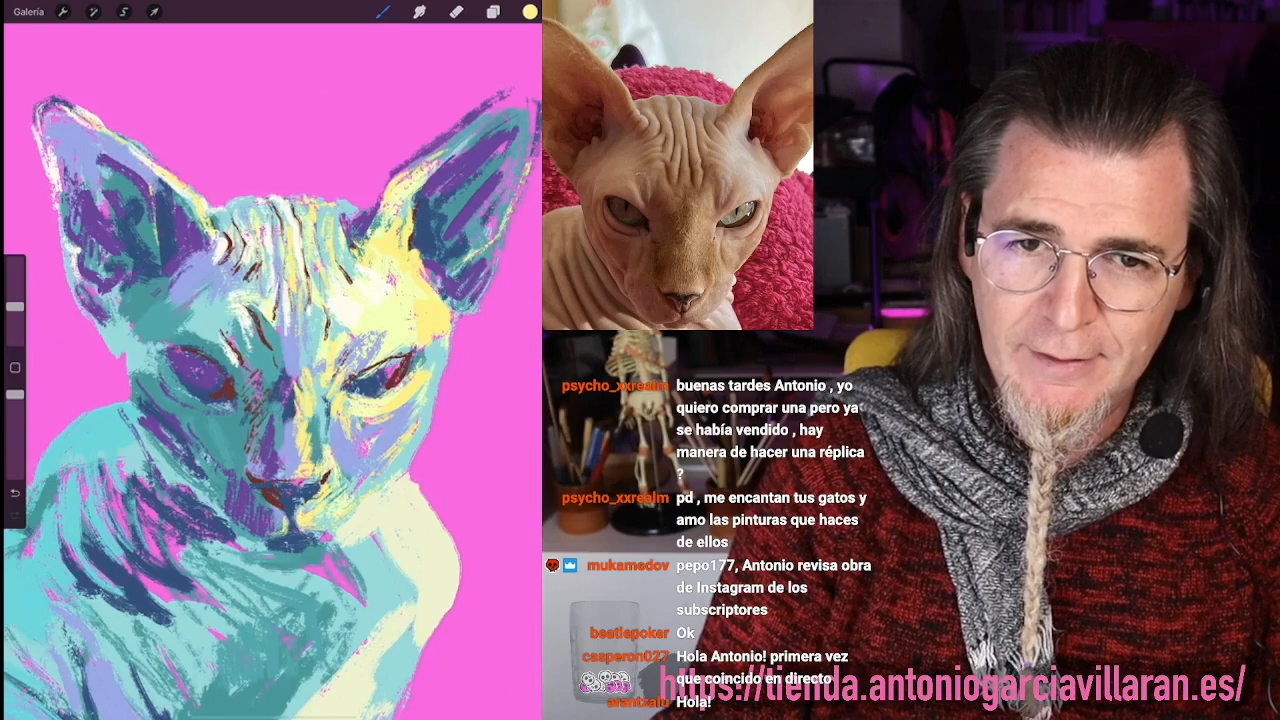 Galería
psycho_xxrealm buenas tardes Antonio , yo
quiero comprar una pero ya
se había vendido , hay
manera de hacer una réplica
?
psycho_xxrealm pd , me encantan tus gatos y
amo las pinturas que haces
de ellos
mukamedov pepo177, Antonio revisa obra
de Instagram de los
subscriptores
beatlepoker Ok
casperon027 Hola Antonio! primera vez
que coincido en directo
arantxalu Hola!
https://tienda.antoniogarciavillaran.es/